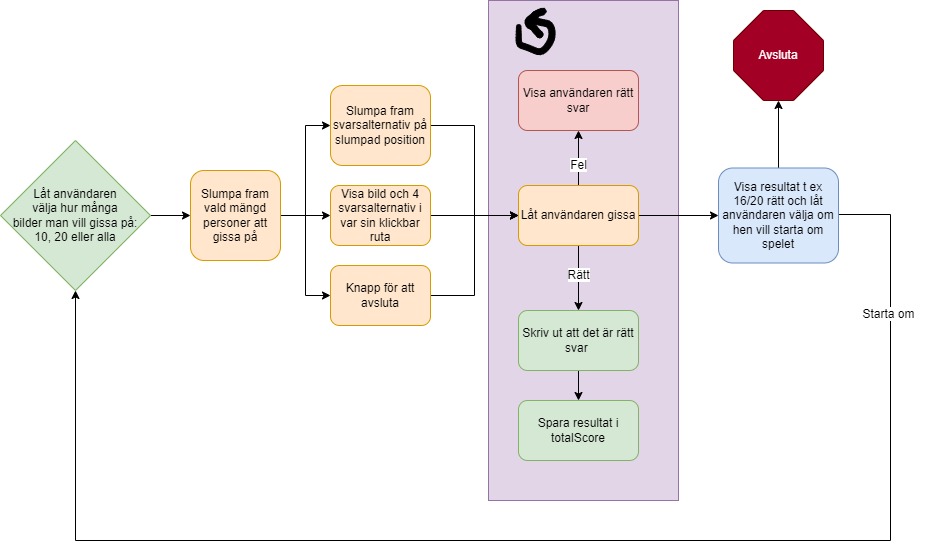 Låt användaren
välja hur många
bilder man vill gissa på:
10, 20 eller alla
Slumpa fram
vald mängd
personer att
gissa på
Slumpa fram
svarsalternativ på
slumpad position
Visa bild och 4
svarsalternativ i
var sin klickbar
ruta
Knapp för att
avsluta
Visa användaren rätt
svar
Fel
Låt användaren gissa
Rätt
Skriv ut att det är rätt
svar
Spara resultat i
totalScore
Avsluta
Visa resultat t ex
16/20 rätt och låt
användaren välja om
hen vill starta om
spelet
Starta om